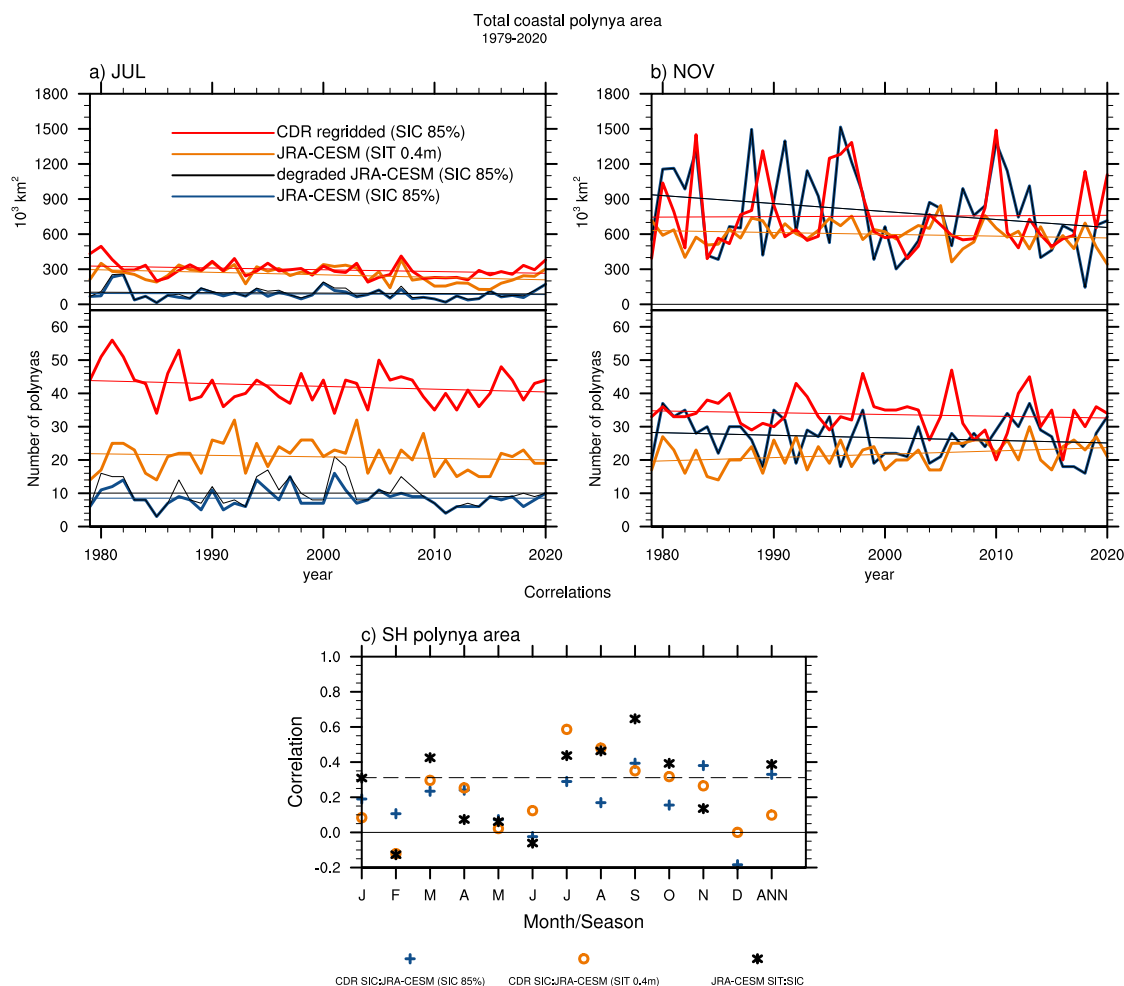 Total coastal polynya area
1979-2020
a) JUL
b) NOV
1800
1500
1200
900
600
300
0
10³ km²
CDR regridded (SIC 85%)
JRA-CESM (SIT 0.4m)
degraded JRA-CESM (SIC 85%)
JRA-CESM (SIC 85%)
1800
1500
1200
900
600
300
0
10³ km²
60
50
40
30
20
10
0
Number of polynyas
1980 1990 2000 2010 2020
year
60
50
40
30
20
10
0
Number of polynyas
1980 1990 2000 2010 2020
year
Correlations
c) SH polynya area
1.0
0.8
0.6
0.4
0.2
0.0
-0.2
Correlation
J F M A M J J A S O N D ANN
Month/Season
CDR SIC:JRA-CESM (SIC 85%) CDR SIC:JRA-CESM (SIT 0.4m) JRA-CESM SIT:SIC